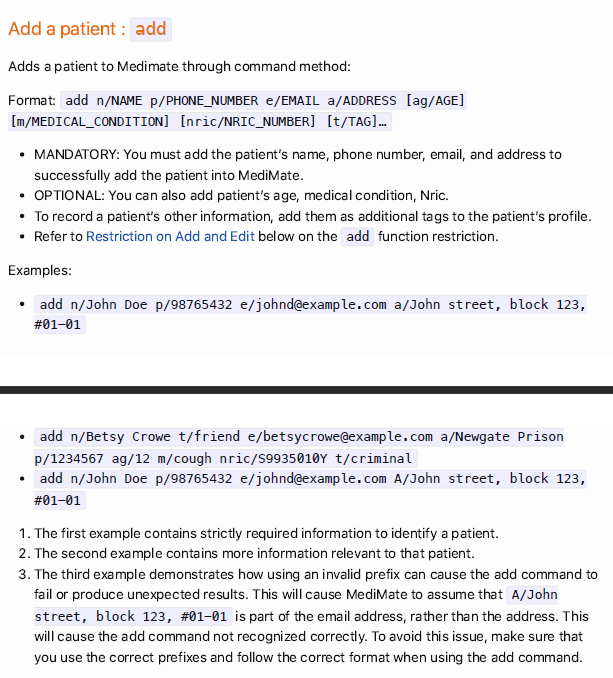 Add a patient : add
Adds a patient to Medimate through command method:
Format: add n/NAME p/PHONE_NUMBER e/EMAIL a/ADDRESS [ag/AGE]
[m/MEDICAL_CONDITION] [nric/NRIC_NUMBER] [t/TAG]…
• MANDATORY: You must add the patient's name, phone number, email, and address to
successfully add the patient into MediMate.
• OPTIONAL: You can also add patient's age, medical condition, Nric.
• To record a patient's other information, add them as additional tags to the patient's profile.
• Refer to Restriction on Add and Edit below on the add function restriction.
Examples:
• add n/John Doe p/98765432 e/johnd@example.com a/John street, block 123,
#01-01
• add n/Betsy Crowe t/friend e/betsycrowe@example.com a/Newgate Prison
p/1234567 ag/12 m/cough nric/S9935010Y t/criminal
• add n/John Doe p/98765432 e/johnd@example.com A/John street, block 123,
#01-01
1. The first example contains strictly required information to identify a patient.
2. The second example contains more information relevant to that patient.
3. The third example demonstrates how using an invalid prefix can cause the add command to
fail or produce unexpected results. This will cause MediMate to assume that A/John
street, block 123, #01-01 is part of the email address, rather than the address. This
will cause the add command not recognized correctly. To avoid this issue, make sure that
you use the correct prefixes and follow the correct format when using the add command.